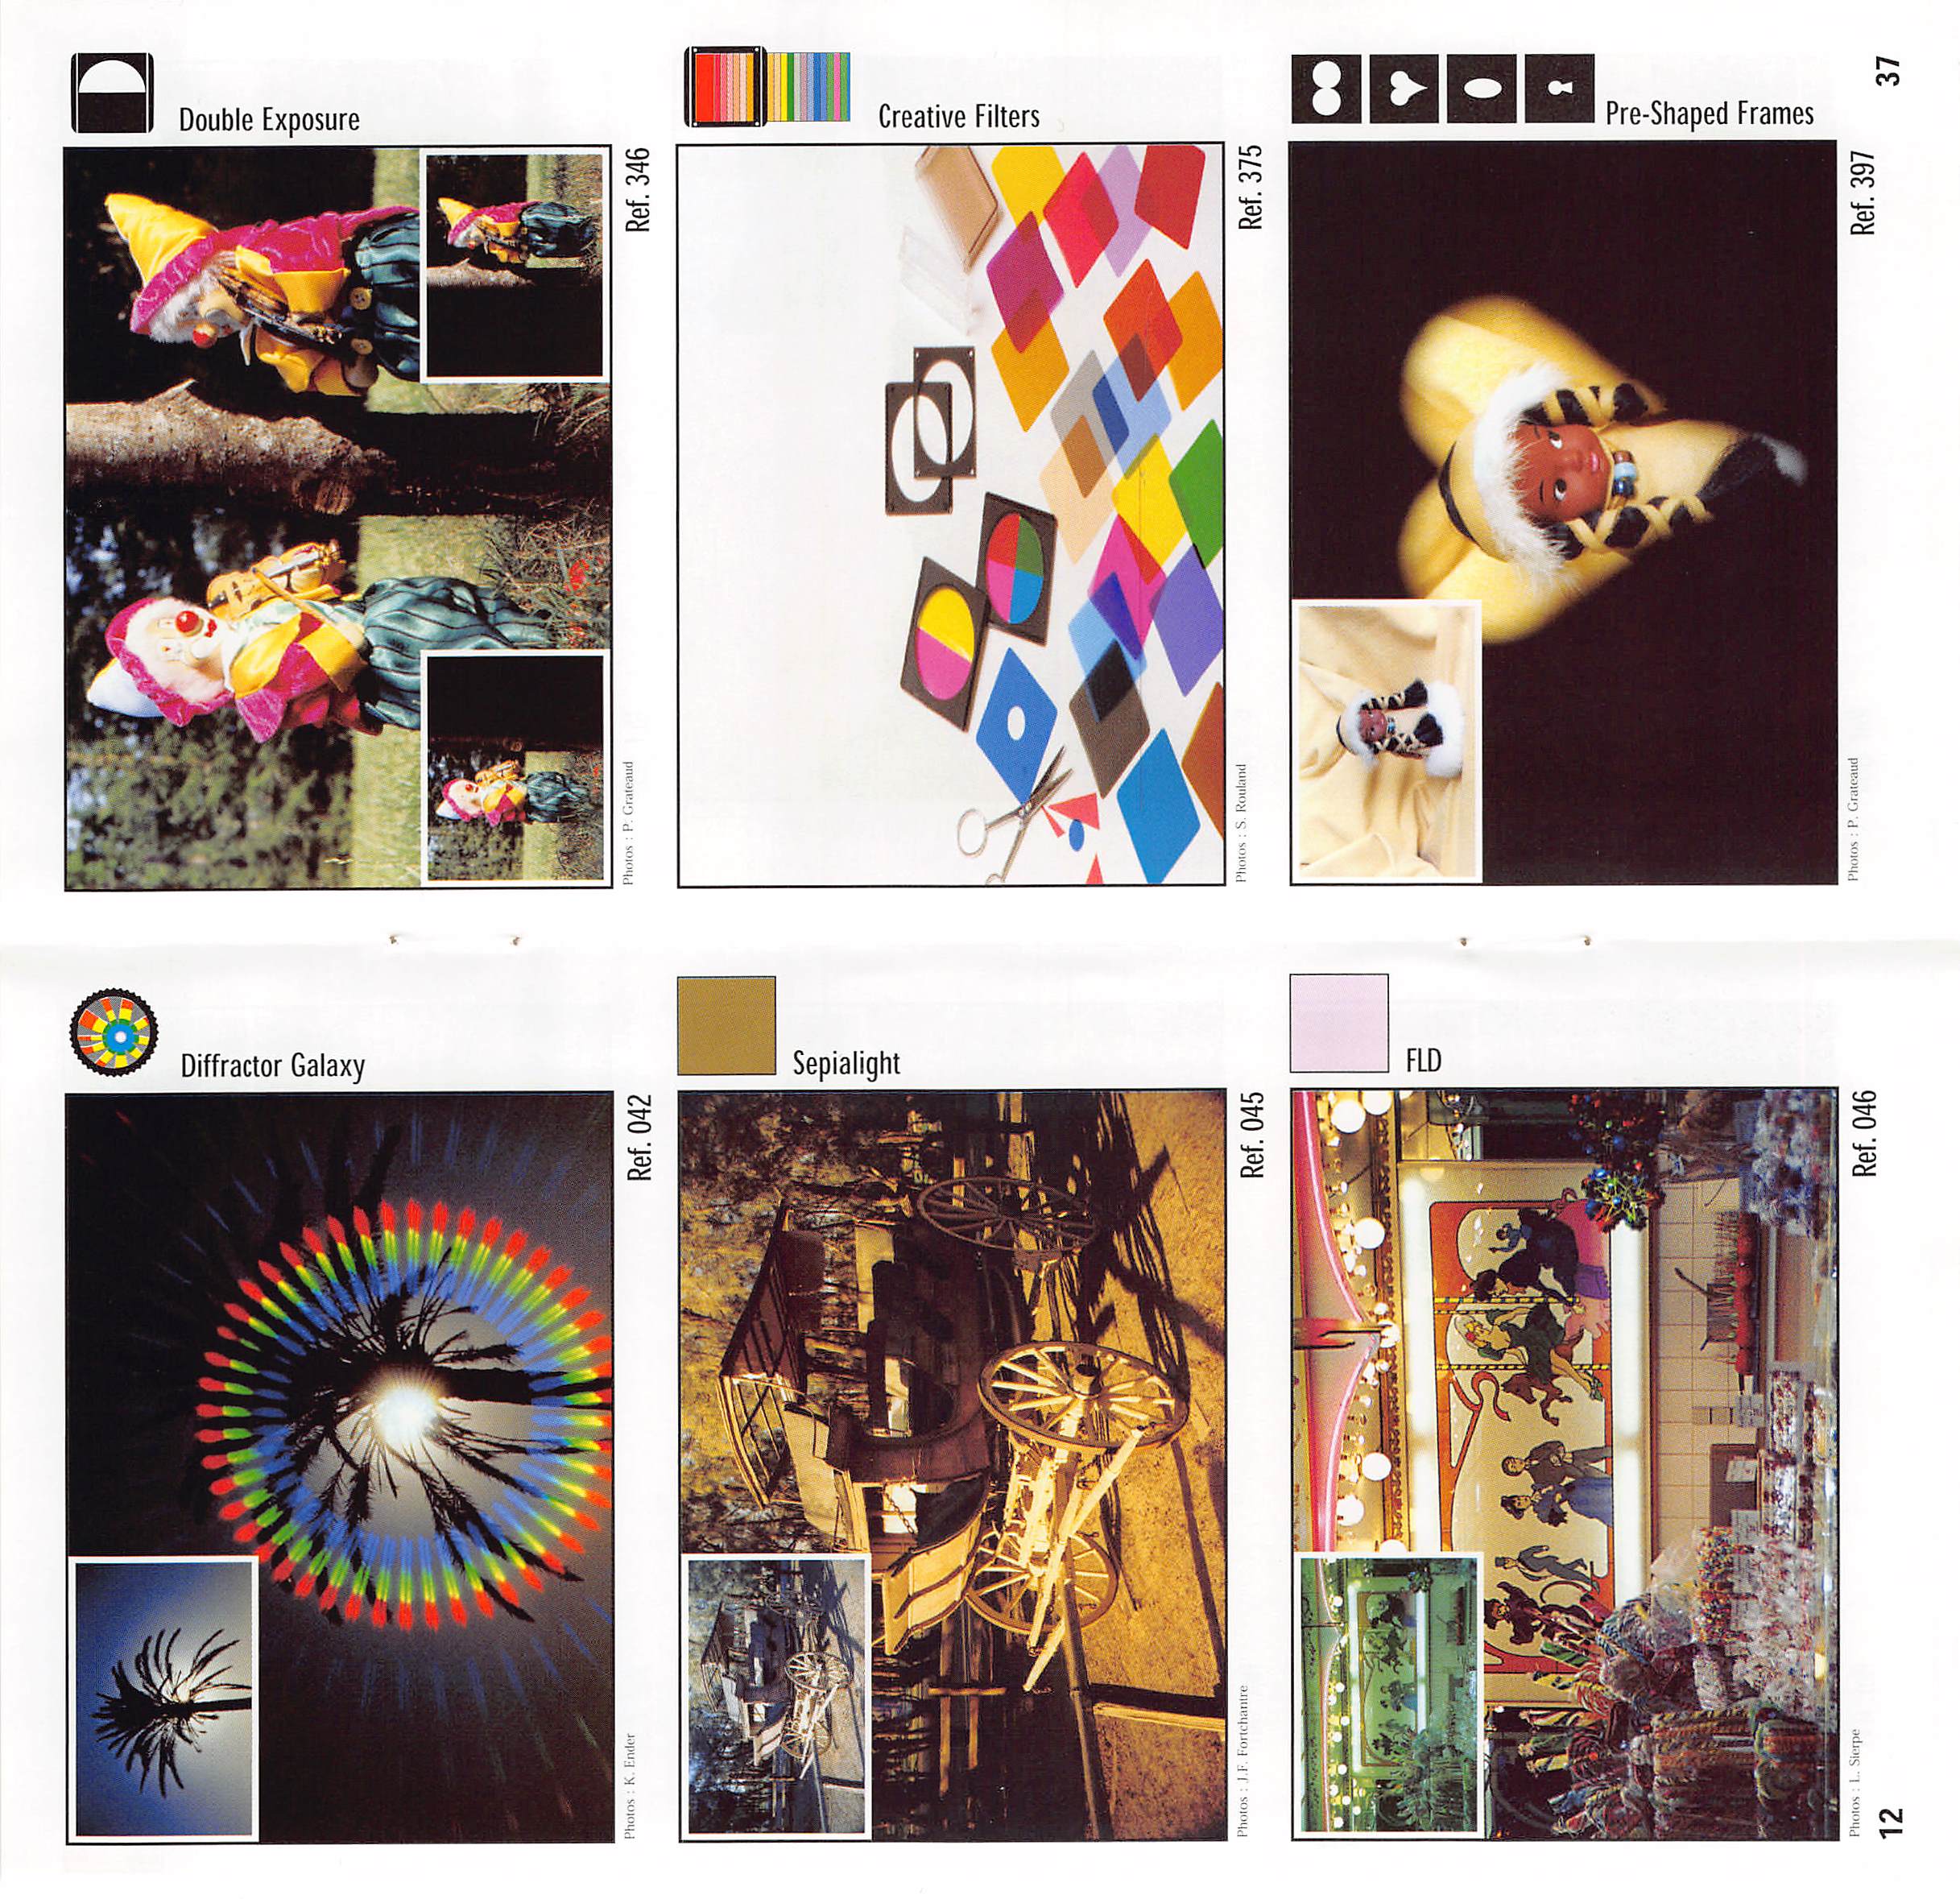 Double Exposure
Ref. 346
Photos : P. Grateaud
Creative Filters
Ref. 375
Photos : S. Rouland
Pre-Shaped Frames
Ref. 397
Photos : P. Grateaud
37
Diffractor Galaxy
Ref. 042
Photos : K. Ender
Sepialight
Ref. 045
Photos : J.F. Fortchantre
FLD
Ref. 046
Photos : L. Sierpe
12